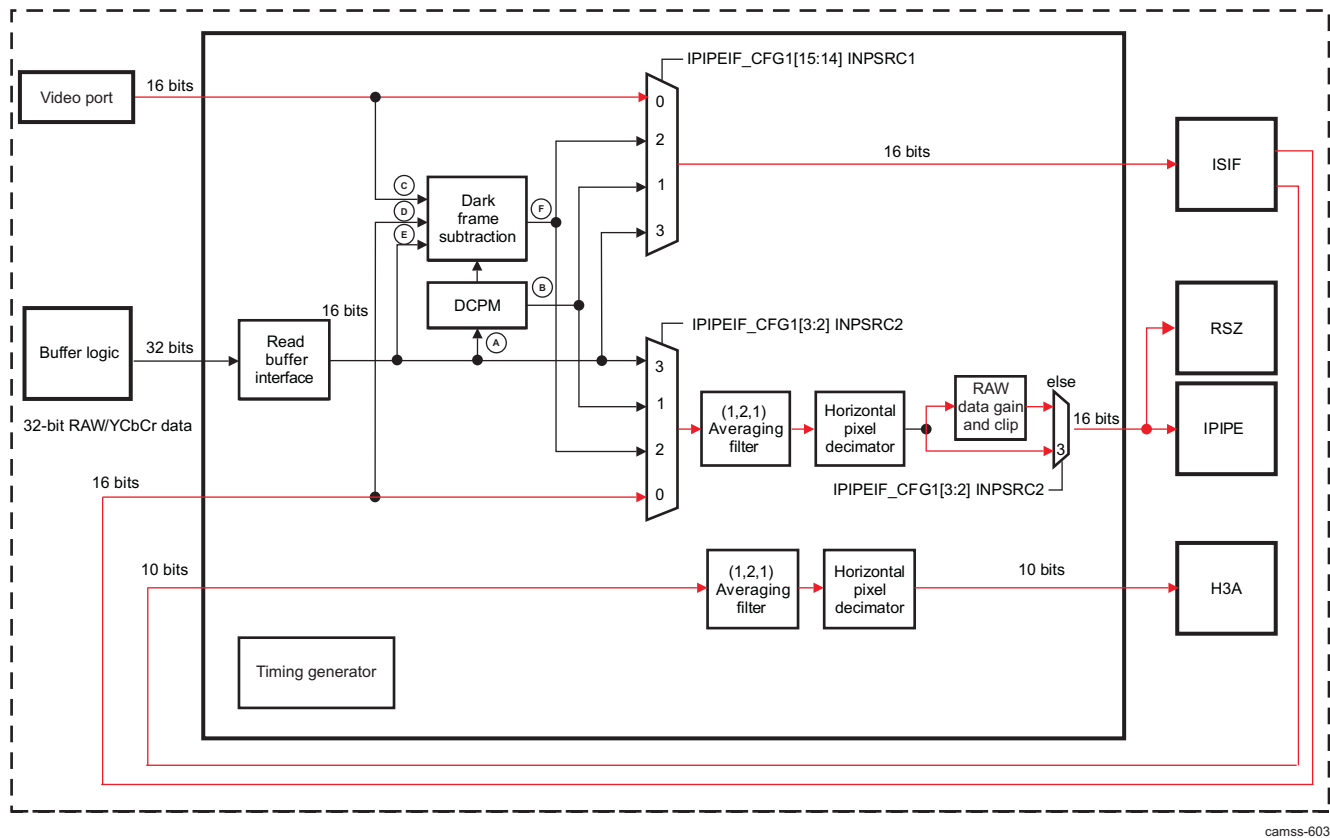 IPIPEIF_CFG1[15:14] INPSRC1
Video port
16 bits
0
2
1
3
16 bits
ISIF
C
D
E
Dark
frame
subtraction
F
B
DCPM
A
Buffer logic
32 bits
32-bit RAW/YCbCr data
Read
buffer
interface
16 bits
IPIPEIF_CFG1[3:2] INPSRC2
3
1
2
0
(1,2,1)
Averaging
filter
Horizontal
pixel
decimator
RAW
data gain
and clip
else
3
16 bits
IPIPEIF_CFG1[3:2] INPSRC2
RSZ
IPIPE
16 bits
10 bits
(1,2,1)
Averaging
filter
Horizontal
pixel
decimator
10 bits
H3A
Timing generator
camss-603